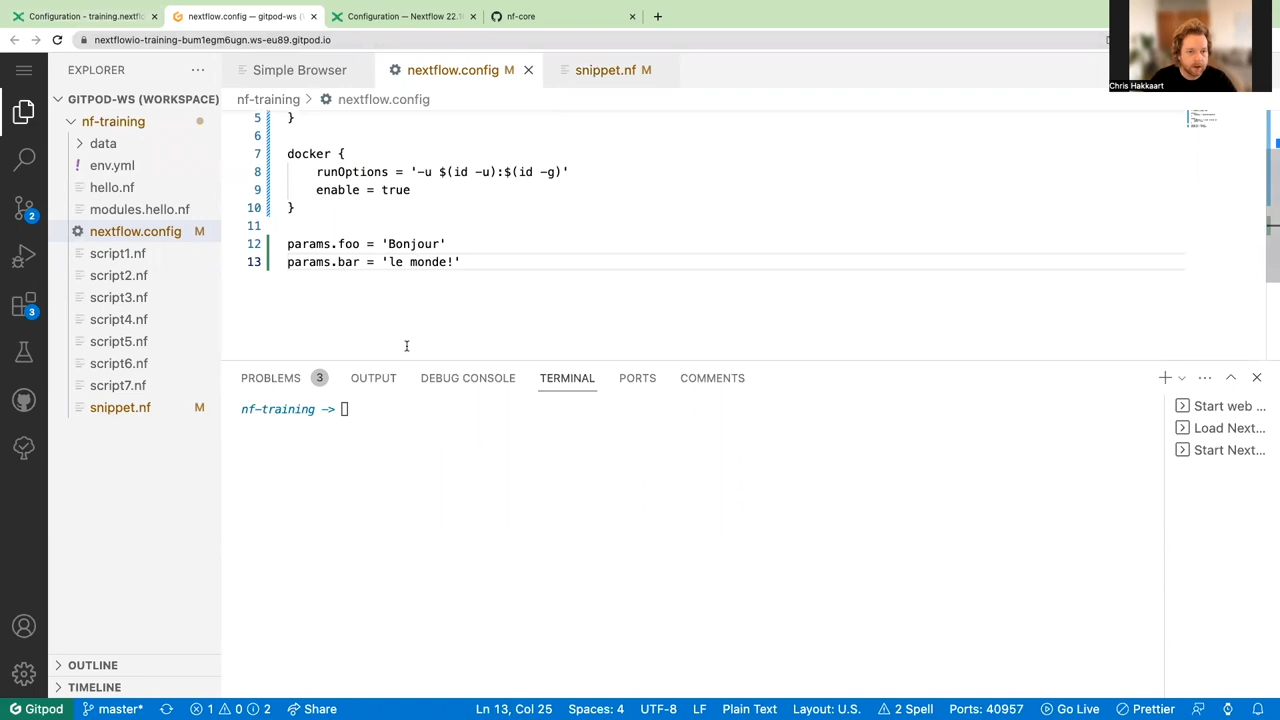 Configuration - training.nextflow
nextflow.config — gitpod-ws (W
Configuration — Nextflow 22.1
nf-core
nextflowio-training-bum1egm6ugn.ws-eu89.gitpod.io
Chris Hakkaart
EXPLORER
GITPOD-WS (WORKSPACE)
nf-training
data
env.yml
hello.nf
modules.hello.nf
nextflow.config M
script1.nf
script2.nf
script3.nf
script4.nf
script5.nf
script6.nf
script7.nf
snippet.nf M
OUTLINE
TIMELINE
2
3
Simple Browser
nextflow.config M
snippet.nf M
nf-training > nextflow.config
5 }
6
7 docker {
8 runOptions = '-u $(id -u):$(id -g)'
9 enable = true
10 }
11
12 params.foo = 'Bonjour'
13 params.bar = 'le monde!'
PROBLEMS 3 OUTPUT DEBUG CONSOLE TERMINAL PORTS COMMENTS
nf-training ->
Start web ...
Load Next...
Start Next...
Gitpod master* 1 0 2 Share Ln 13, Col 25 Spaces: 4 UTF-8 LF Plain Text Layout: U.S. 2 Spell Ports: 40957 Go Live Prettier